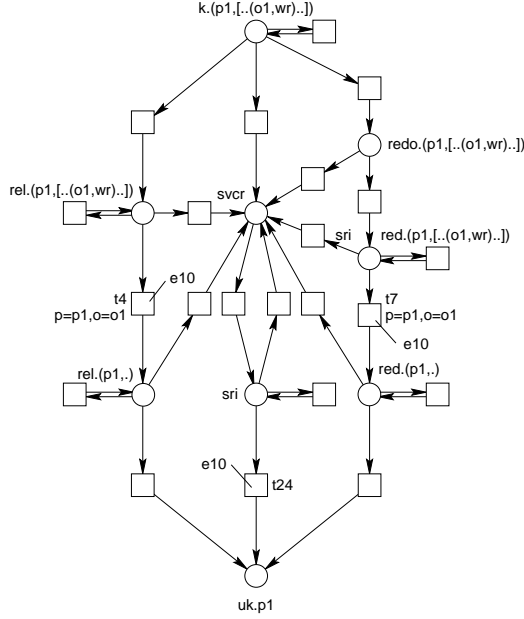 k.(p1,[..(o1,wr)..])
redo.(p1,[..(o1,wr)..])
rel.(p1,[..(o1,wr)..])
svcr
sri
red.(p1,[..(o1,wr)..])
e10
t4
p=p1,o=o1
t7
p=p1,o=o1
e10
rel.(p1,.)
sri
red.(p1,.)
e10
t24
uk.p1